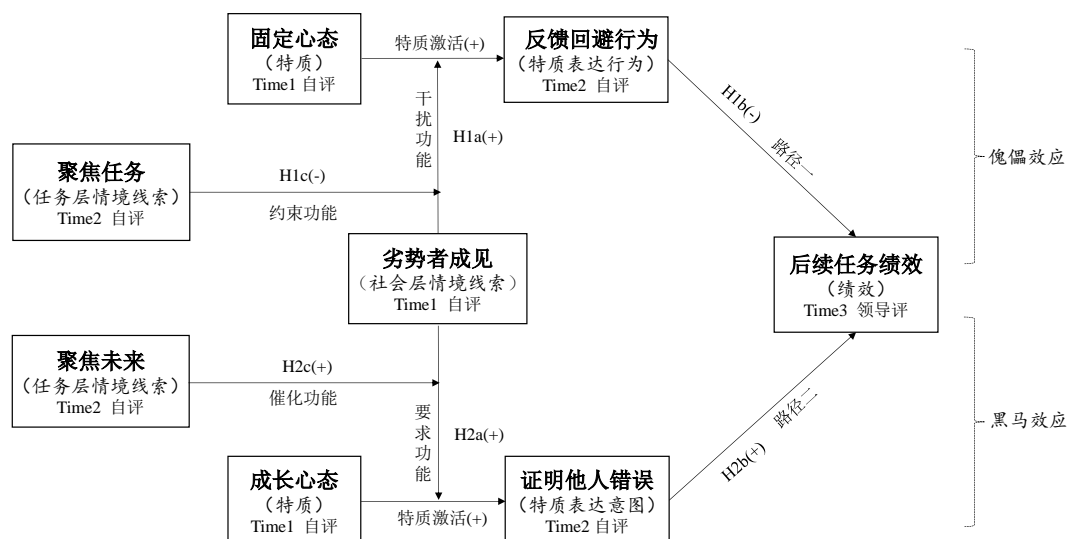 固定心态
（特质）
Time1 自评
特质激活(+)
反馈回避行为
（特质表达行为）
Time2 自评
干扰功能
H1a(+)
H1b(-)
路径一
傀儡效应
聚焦任务
（任务层情境线索）
Time2 自评
H1c(-)
约束功能
劣势者成见
（社会层情境线索）
Time1 自评
后续任务绩效
（绩效）
Time3 领导评
聚焦未来
（任务层情境线索）
Time2 自评
H2c(+)
催化功能
要求功能
H2a(+)
路径二
H2b(+)
黑马效应
成长心态
（特质）
Time1 自评
特质激活(+)
证明他人错误
（特质表达意图）
Time2 自评